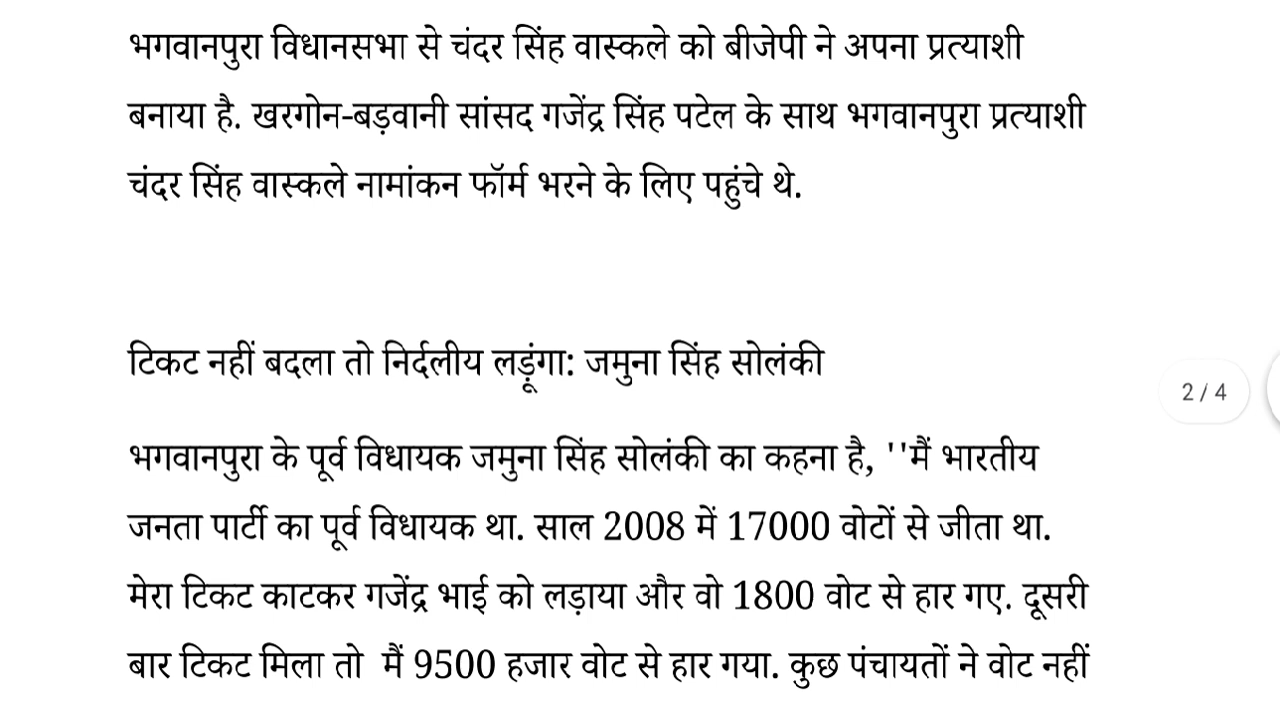 भगवानपुरा विधानसभा से चंदर सिंह वास्कले को बीजेपी ने अपना प्रत्याशी
बनाया है. खरगोन-बड़वानी सांसद गजेंद्र सिंह पटेल के साथ भगवानपुरा प्रत्याशी
चंदर सिंह वास्कले नामांकन फॉर्म भरने के लिए पहुंचे थे.
टिकट नहीं बदला तो निर्दलीय लड़ूंगा: जमुना सिंह सोलंकी
2 / 4
भगवानपुरा के पूर्व विधायक जमुना सिंह सोलंकी का कहना है, ''मैं भारतीय
जनता पार्टी का पूर्व विधायक था. साल 2008 में 17000 वोटों से जीता था.
मेरा टिकट काटकर गजेंद्र भाई को लड़ाया और वो 1800 वोट से हार गए. दूसरी
बार टिकट मिला तो मैं 9500 हजार वोट से हार गया. कुछ पंचायतों ने वोट नहीं